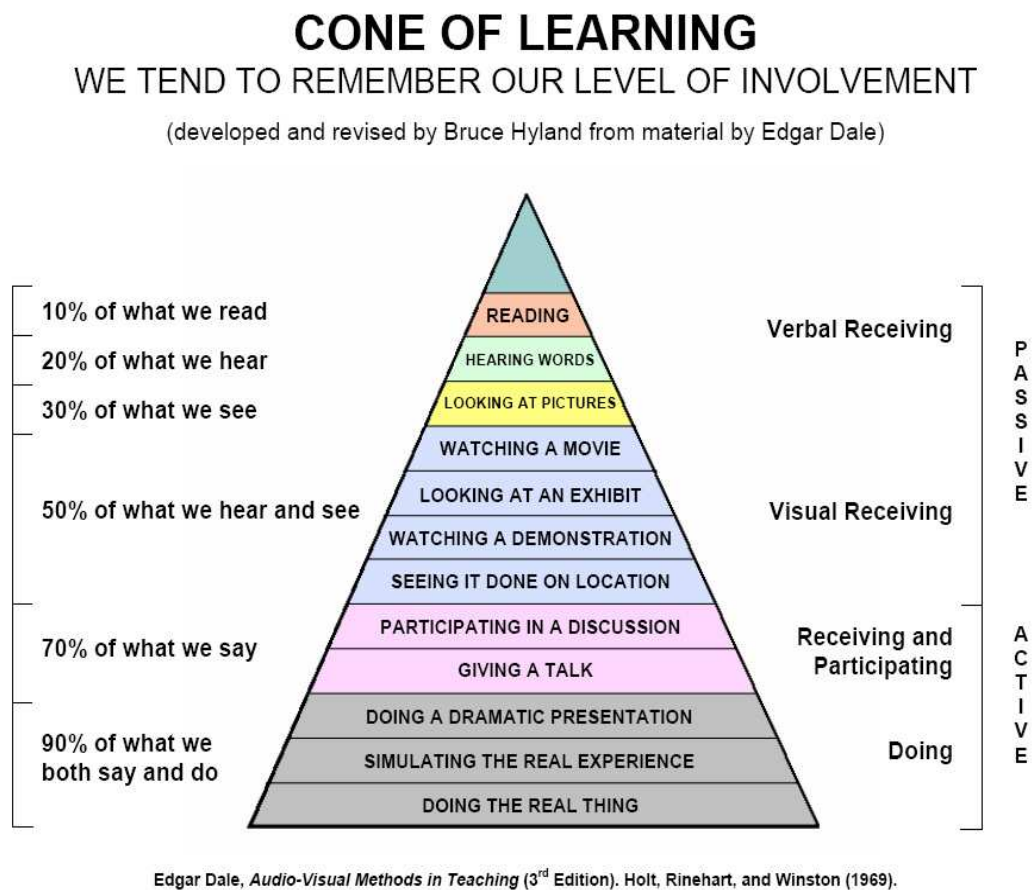 CONE OF LEARNING
WE TEND TO REMEMBER OUR LEVEL OF INVOLVEMENT
(developed and revised by Bruce Hyland from material by Edgar Dale)
10% of what we read
20% of what we hear
30% of what we see
50% of what we hear and see
70% of what we say
90% of what we
both say and do
READING
HEARING WORDS
LOOKING AT PICTURES
WATCHING A MOVIE
LOOKING AT AN EXHIBIT
WATCHING A DEMONSTRATION
SEEING IT DONE ON LOCATION
PARTICIPATING IN A DISCUSSION
GIVING A TALK
DOING A DRAMATIC PRESENTATION
SIMULATING THE REAL EXPERIENCE
DOING THE REAL THING
Verbal Receiving
Visual Receiving
Receiving and
Participating
Doing
PASSIVE
ACTIVE
Edgar Dale, Audio-Visual Methods in Teaching (3rd Edition). Holt, Rinehart, and Winston (1969).